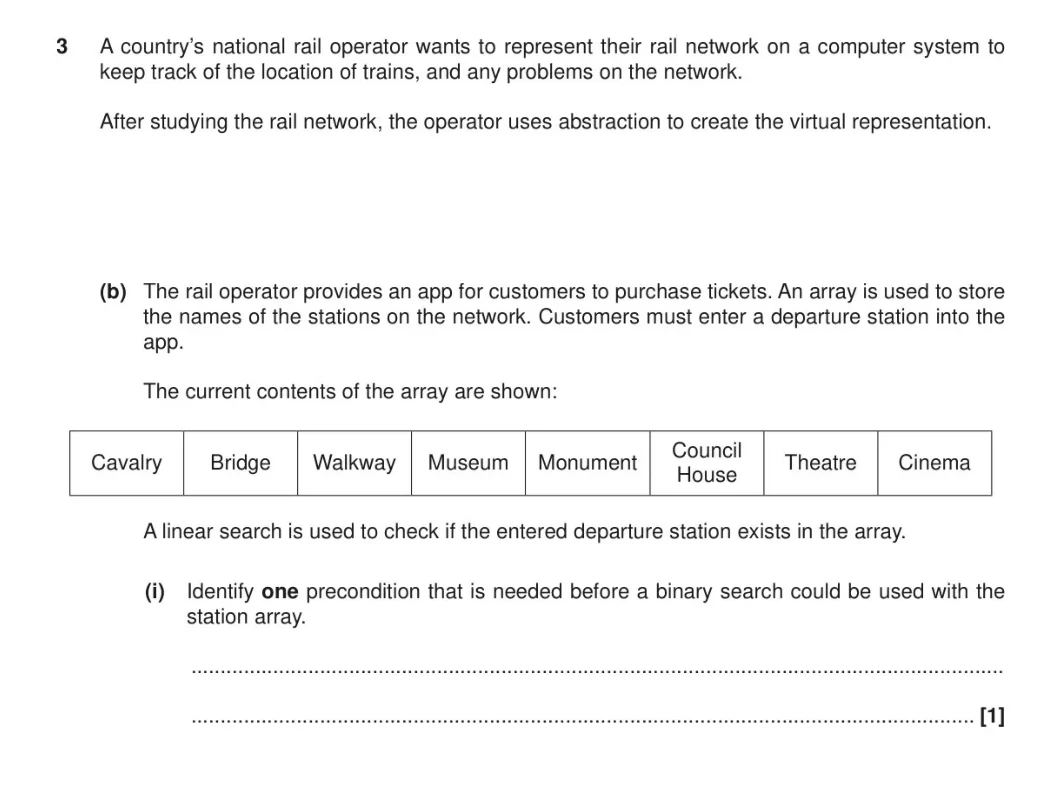 3 A country's national rail operator wants to represent their rail network on a computer system to
keep track of the location of trains, and any problems on the network.
After studying the rail network, the operator uses abstraction to create the virtual representation.
(b) The rail operator provides an app for customers to purchase tickets. An array is used to store
the names of the stations on the network. Customers must enter a departure station into the
app.
The current contents of the array are shown:
Cavalry Bridge Walkway Museum Monument Council House Theatre Cinema
A linear search is used to check if the entered departure station exists in the array.
(i) Identify one precondition that is needed before a binary search could be used with the
station array.
................................................................................................................................................
........................................................................................................................................... [1]